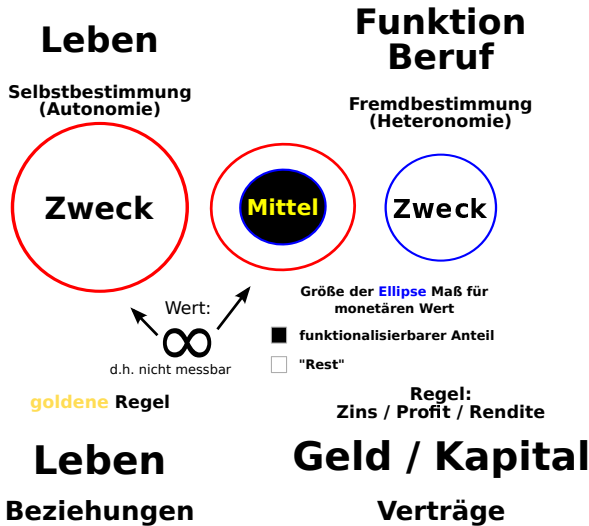 Leben
Funktion
Beruf
Selbstbestimmung
(Autonomie)
Fremdbestimmung
(Heteronomie)
Zweck
Mittel
Zweck
Größe der Ellipse Maß für
monetären Wert
Wert:
∞
d.h. nicht messbar
funktionalisierbarer Anteil
"Rest"
goldene Regel
Regel:
Zins / Profit / Rendite
Leben
Geld / Kapital
Beziehungen
Verträge